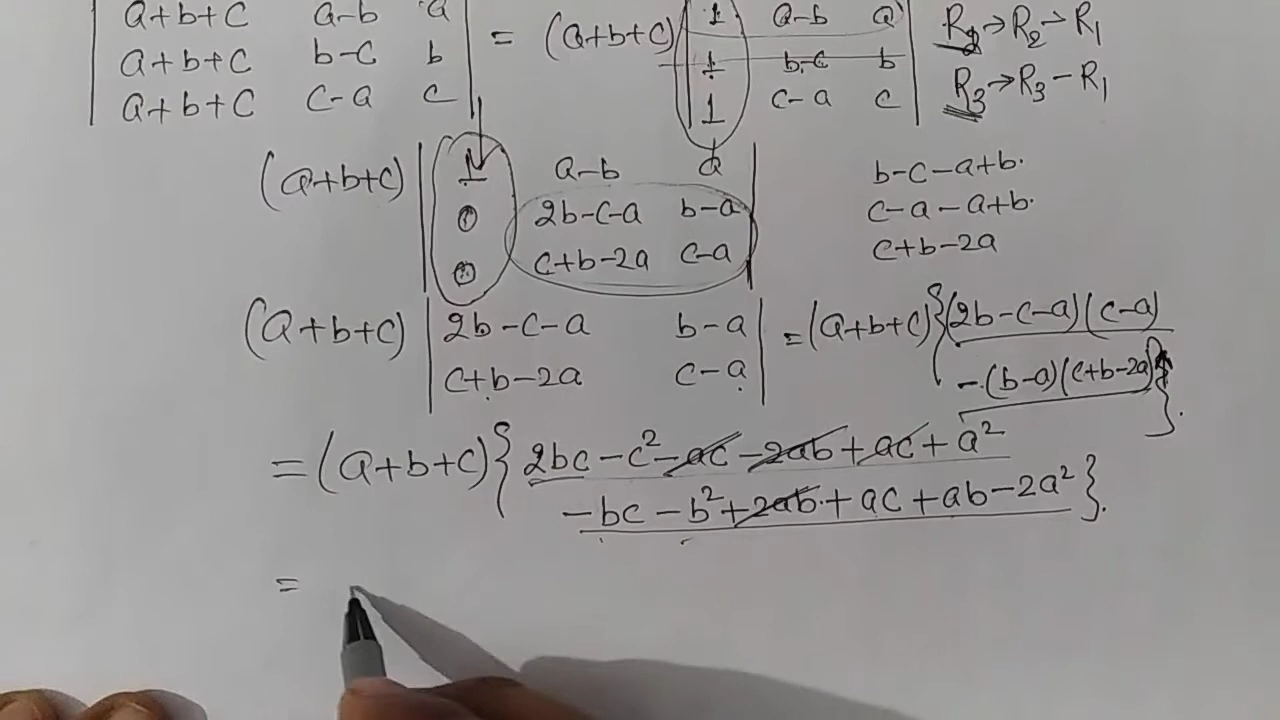 | a+b+c a-b a | = (a+b+c) | 1 a-b a | R₂→R₂-R₁
| a+b+c b-c b | | 1 b-c b |
| a+b+c c-a c | | 1 c-a c | R₃→R₃-R₁
(a+b+c) | 1 a-b a | b-c-a+b.
| 0 2b-c-a b-a | c-a-a+b.
| 0 c+b-2a c-a | c+b-2a
(a+b+c) | 2b-c-a b-a | =(a+b+c){(2b-c-a)(c-a)
| c+b-2a c-a | -(b-a)(c+b-2a)}.
=(a+b+c){2bc-c²-ac-2ab+ac+a²
-bc-b²+2ab+ac+ab-2a²}.
=